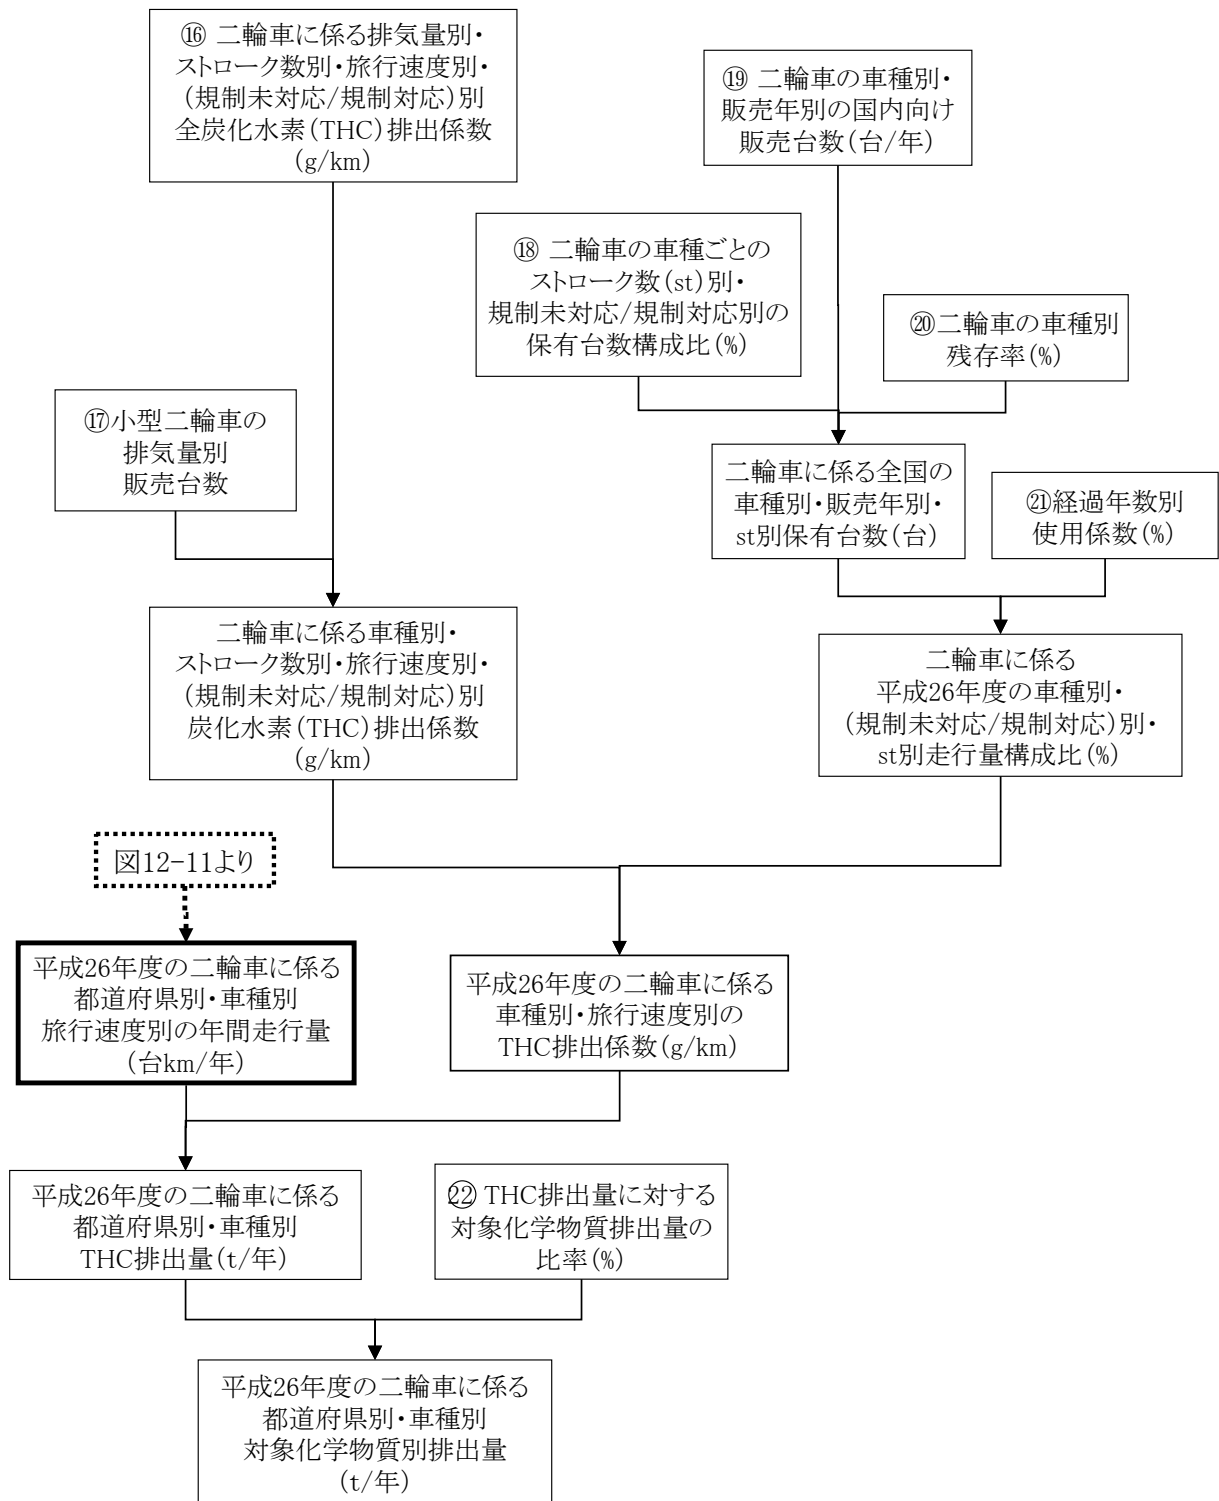 ⑯ 二輪車に係る排気量別・
ストローク数別・旅行速度別・
(規制未対応/規制対応)別
全炭化水素(THC)排出係数
(g/km)
⑲ 二輪車の車種別・
販売年別の国内向け
販売台数(台/年)
⑱ 二輪車の車種ごとの
ストローク数(st)別・
規制未対応/規制対応別の
保有台数構成比(%)
⑳二輪車の車種別
残存率(%)
⑰小型二輪車の
排気量別
販売台数
二輪車に係る全国の
車種別・販売年別・
st別保有台数(台)
㉑経過年数別
使用係数(%)
二輪車に係る車種別・
ストローク数別・旅行速度別・
(規制未対応/規制対応)別
炭化水素(THC)排出係数
(g/km)
二輪車に係る
平成26年度の車種別・
(規制未対応/規制対応)別・
st別走行量構成比(%)
図12-11より
平成26年度の二輪車に係る
都道府県別・車種別
旅行速度別の年間走行量
(台km/年)
平成26年度の二輪車に係る
車種別・旅行速度別の
THC排出係数(g/km)
平成26年度の二輪車に係る
都道府県別・車種別
THC排出量(t/年)
㉒ THC排出量に対する
対象化学物質排出量の
比率(%)
平成26年度の二輪車に係る
都道府県別・車種別
対象化学物質別排出量
(t/年)